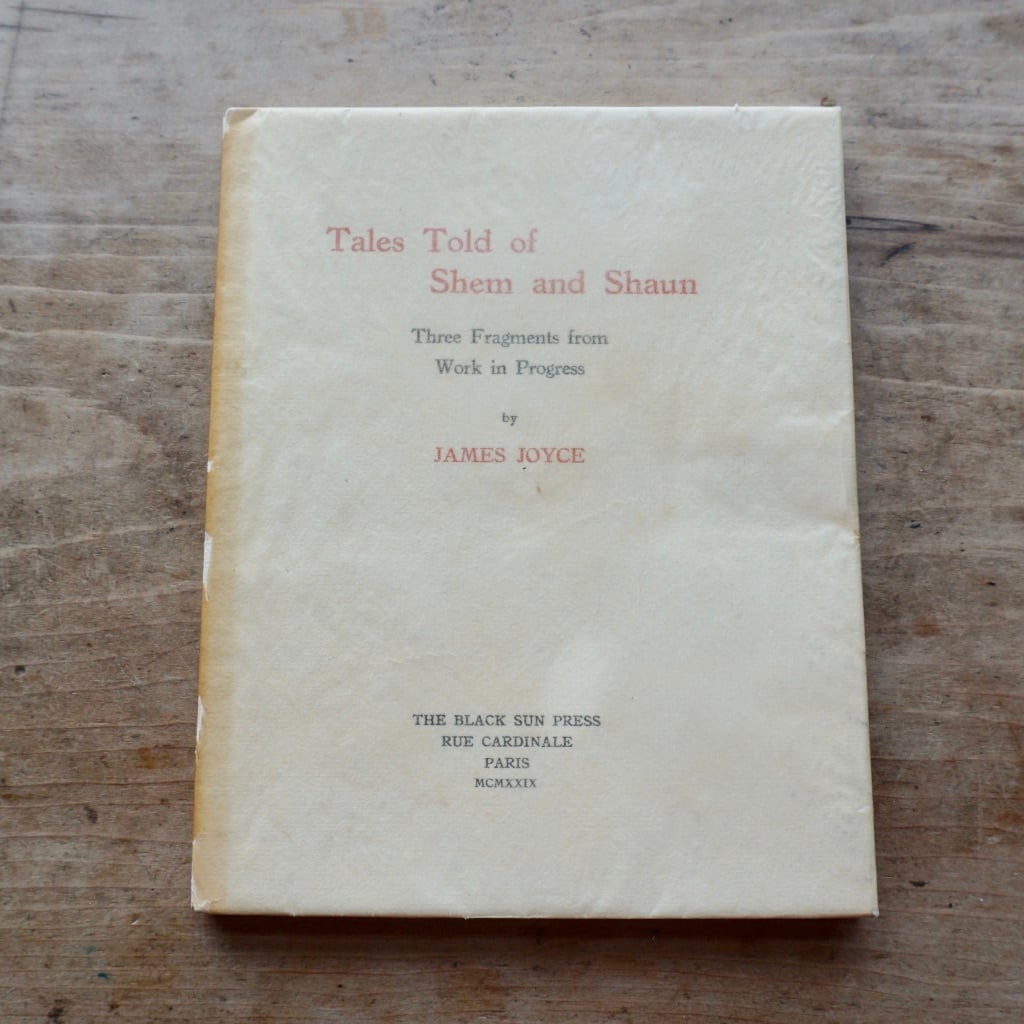 Tales Told of
Shem and Shaun
Three Fragments from
Work in Progress
by
JAMES JOYCE
THE BLACK SUN PRESS
RUE CARDINALE
PARIS
MCMXXIX